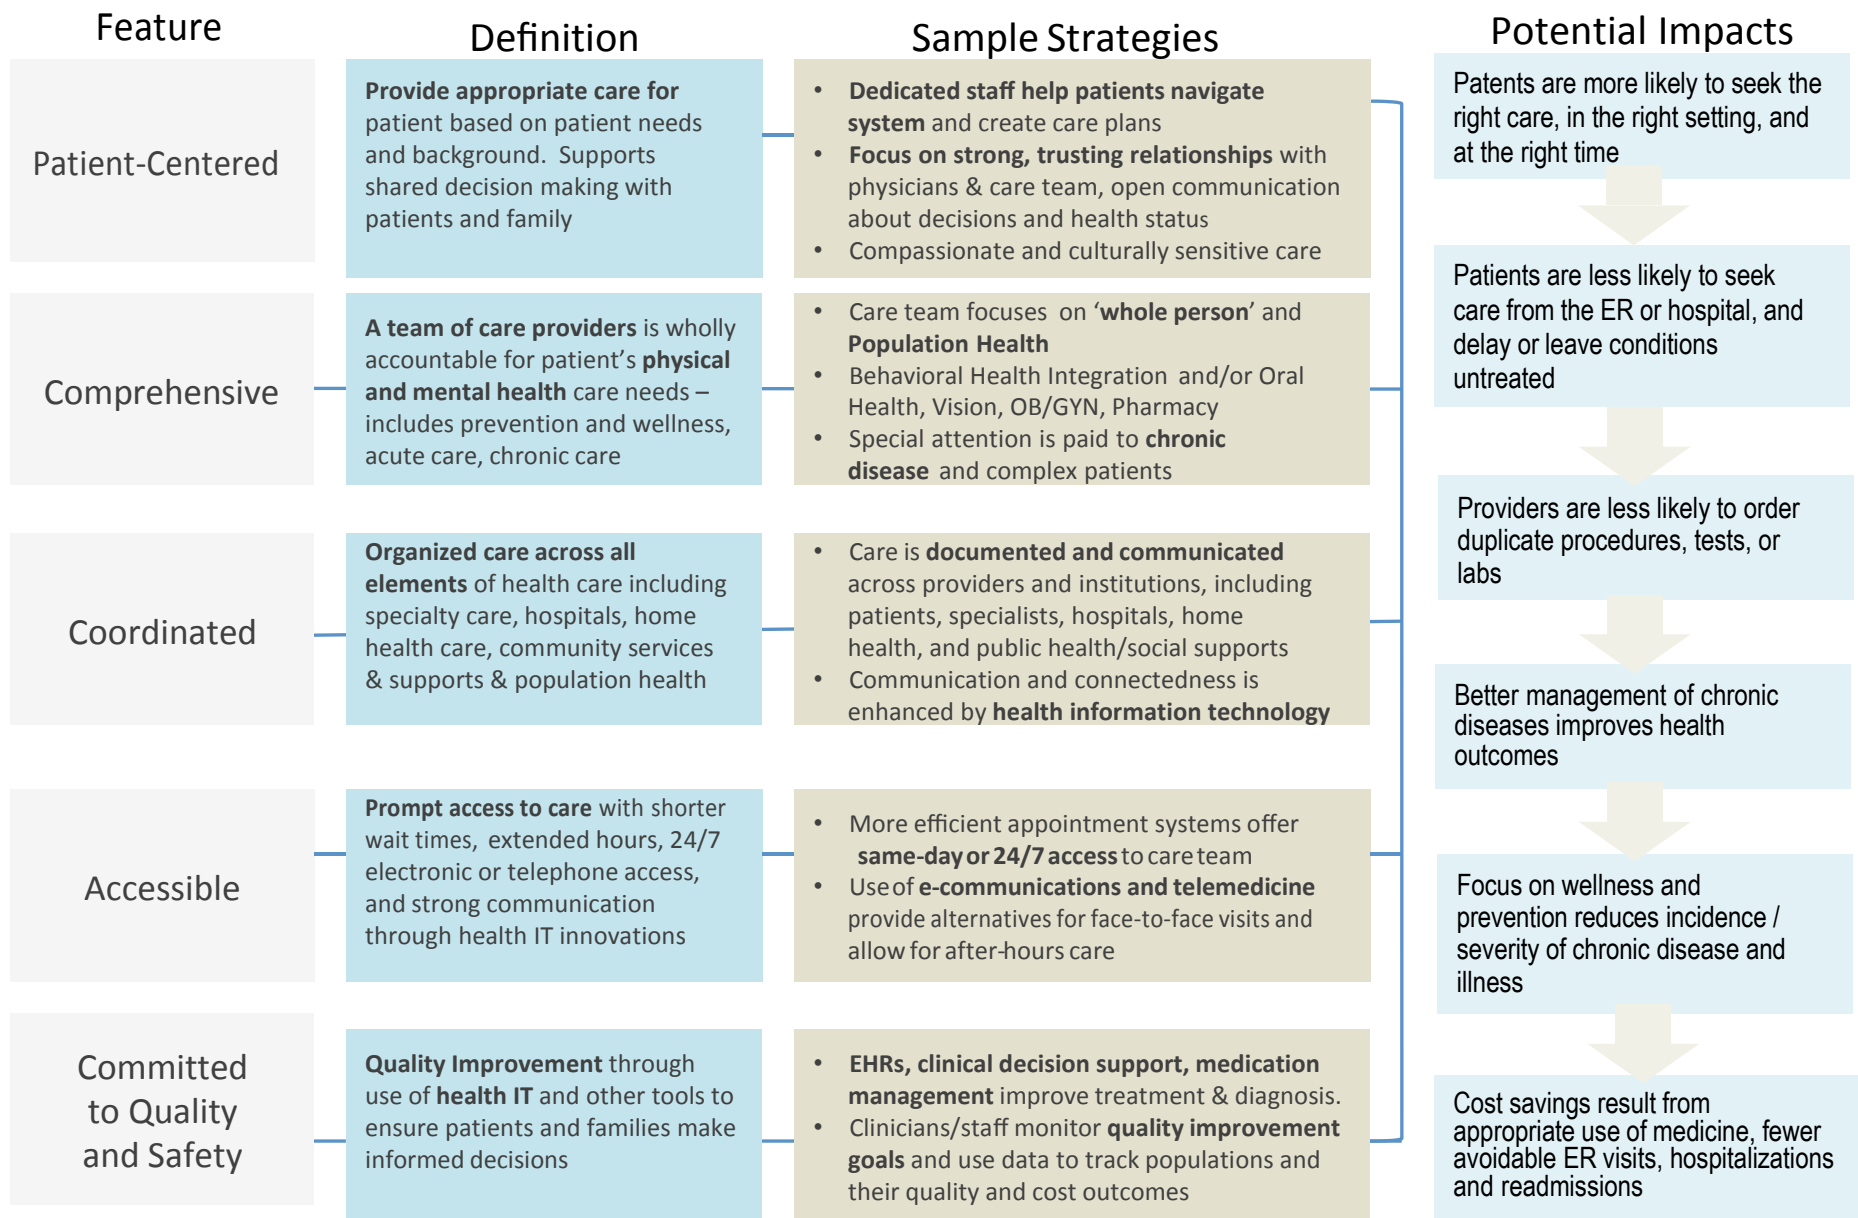 Feature
Definition
Sample Strategies
Potential Impacts
Patient-Centered
Provide appropriate care for
patient based on patient needs
and background.  Supports
shared decision making with
patients and family
• Dedicated staff help patients navigate
system and create care plans
• Focus on strong, trusting relationships with
physicians & care team, open communication
about decisions and health status
• Compassionate and culturally sensitive care
Comprehensive
A team of care providers is wholly
accountable for patient’s physical
and mental health care needs –
includes prevention and wellness,
acute care, chronic care
• Care team focuses  on ‘whole person’ and
Population Health
• Behavioral Health Integration  and/or Oral
Health, Vision, OB/GYN, Pharmacy
• Special attention is paid to chronic
disease  and complex patients
Coordinated
Organized care across all
elements of health care including
specialty care, hospitals, home
health care, community services
& supports & population health
• Care is documented and communicated
across providers and institutions, including
patients, specialists, hospitals, home
health, and public health/social supports
• Communication and connectedness is
enhanced by health information technology
Accessible
Prompt access to care with shorter
wait times,  extended hours, 24/7
electronic or telephone access,
and strong communication
through health IT innovations
• More efficient appointment systems offer
same-day or 24/7 access to care team
• Use of e-communications and telemedicine
provide alternatives for face-to-face visits and
allow for after-hours care
Committed
to Quality
and Safety
Quality Improvement through
use of health IT and other tools to
ensure patients and families make
informed decisions
• EHRs, clinical decision support, medication
management improve treatment & diagnosis.
• Clinicians/staff monitor quality improvement
goals and use data to track populations and
their quality and cost outcomes
Patents are more likely to seek the
right care, in the right setting, and
at the right time
Patients are less likely to seek
care from the ER or hospital, and
delay or leave conditions
untreated
Providers are less likely to order
duplicate procedures, tests, or
labs
Better management of chronic
diseases improves health
outcomes
Focus on wellness and
prevention reduces incidence /
severity of chronic disease and
illness
Cost savings result from
appropriate use of medicine, fewer
avoidable ER visits, hospitalizations
and readmissions